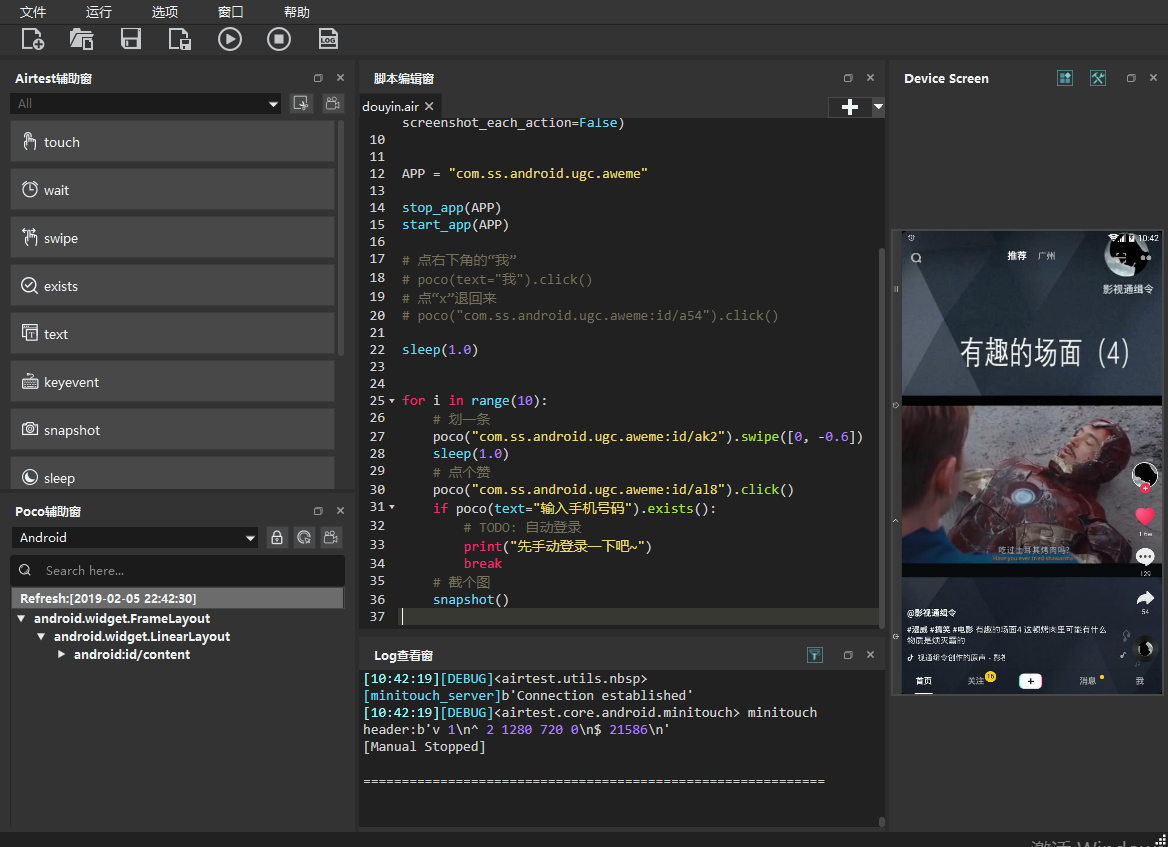 文件 运行 选项 窗口 帮助
LOG
Airtest辅助窗
All
touch
wait
swipe
exists
text
keyevent
snapshot
sleep
Poco辅助窗
Android
Search here...
Refresh:[2019-02-05 22:42:30]
android.widget.FrameLayout
android.widget.LinearLayout
android:id/content
脚本编辑窗
douyin.air
screenshot_each_action=False)
10
11
12 APP = "com.ss.android.ugc.aweme"
13
14 stop_app(APP)
15 start_app(APP)
16
17 # 点右下角的“我”
18 # poco(text="我").click()
19 # 点“x”退回来
20 # poco("com.ss.android.ugc.aweme:id/a54").click()
21
22 sleep(1.0)
23
24
25 for i in range(10):
26 # 划一条
27 poco("com.ss.android.ugc.aweme:id/ak2").swipe([0, -0.6])
28 sleep(1.0)
29 # 点个赞
30 poco("com.ss.android.ugc.aweme:id/al8").click()
31 if poco(text="输入手机号码").exists():
32 # TODO: 自动登录
33 print("先手动登录一下吧~")
34 break
35 # 截个图
36 snapshot()
37
Log查看窗
[10:42:19][DEBUG]<airtest.utils.nbsp>
[minitouch_server]b'Connection established'
[10:42:19][DEBUG]<airtest.core.android.minitouch> minitouch
header:b'v 1\n^ 2 1280 720 0\n$ 21586\n'
[Manual Stopped]
============================================================
Device Screen
10:42
推荐 广州
影视通缉令
有趣的场面（4）
吃过土耳其烤肉吗?
Have you ever tried shawarma?
1.6w
129
54
@影视通缉令
#漫威 #搞笑 #电影 有趣的场面4 这顿烤肉里可能有什么
物质是烦灭霸的
视通缉令创作的原声 - 影
首页 关注 16 + 消息 我
激活 Windows